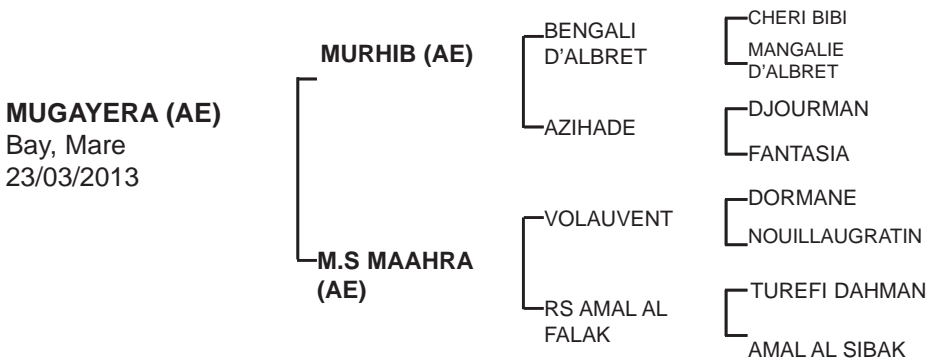 MUGAYERA (AE)
Bay, Mare
23/03/2013
MURHIB (AE)
M.S MAAHRA
(AE)
BENGALI
D'ALBRET
AZIHADE
VOLAUVENT
RS AMAL AL
FALAK
CHERI BIBI
MANGALIE
D'ALBRET
DJOURMAN
FANTASIA
DORMANE
NOUILLAUGRATIN
TUREFI DAHMAN
AMAL AL SIBAK